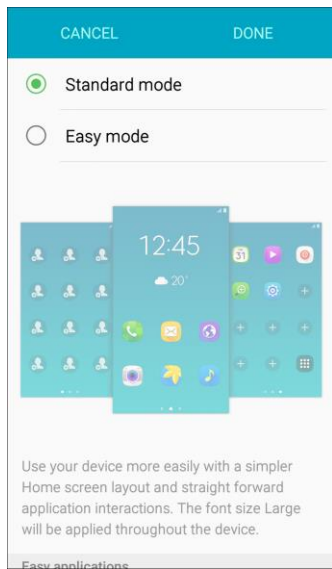 CANCEL DONE
Standard mode
Easy mode
12:45
20°
31
Use your device more easily with a simpler
Home screen layout and straight forward
application interactions. The font size Large
will be applied throughout the device.
Easy applications